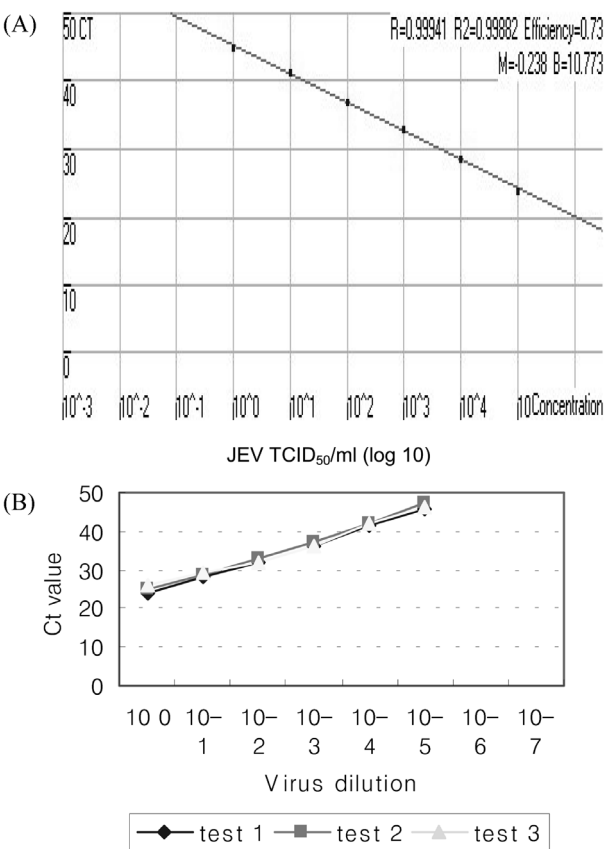 (A)
50 CT
R=0.99941 R2=0.99882 Efficiency=0.73
M=-0.238 B=10.773
40
30
20
10
0
10^-3 10^-2 10^-1 10^0 10^1 10^2 10^3 10^4 10 Concentration
JEV TCID50/ml (log 10)
(B)
50
40
30
20
10
0
Ct value
10 0 10-1 10-2 10-3 10-4 10-5 10-6 10-7
Virus dilution
test 1 test 2 test 3